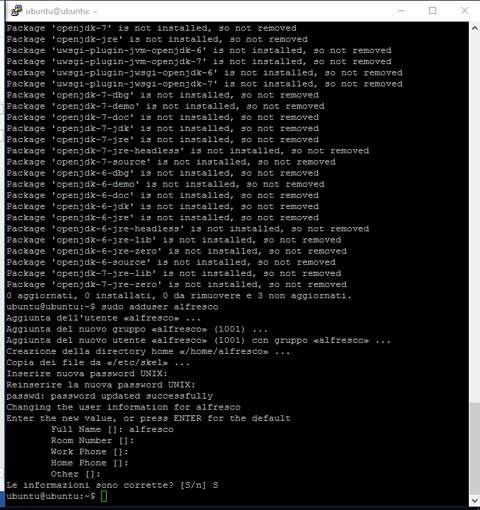 ubuntu@ubuntu: ~
Package 'openjdk-7' is not installed, so not removed
Package 'openjdk-jre' is not installed, so not removed
Package 'uwsgi-plugin-jvm-openjdk-6' is not installed, so not removed
Package 'uwsgi-plugin-jvm-openjdk-7' is not installed, so not removed
Package 'uwsgi-plugin-jwsgi-openjdk-6' is not installed, so not removed
Package 'uwsgi-plugin-jwsgi-openjdk-7' is not installed, so not removed
Package 'openjdk-7-dbg' is not installed, so not removed
Package 'openjdk-7-demo' is not installed, so not removed
Package 'openjdk-7-doc' is not installed, so not removed
Package 'openjdk-7-jdk' is not installed, so not removed
Package 'openjdk-7-jre' is not installed, so not removed
Package 'openjdk-7-jre-headless' is not installed, so not removed
Package 'openjdk-7-source' is not installed, so not removed
Package 'openjdk-6-dbg' is not installed, so not removed
Package 'openjdk-6-demo' is not installed, so not removed
Package 'openjdk-6-doc' is not installed, so not removed
Package 'openjdk-6-jdk' is not installed, so not removed
Package 'openjdk-6-jre' is not installed, so not removed
Package 'openjdk-6-jre-headless' is not installed, so not removed
Package 'openjdk-6-jre-lib' is not installed, so not removed
Package 'openjdk-6-jre-zero' is not installed, so not removed
Package 'openjdk-6-source' is not installed, so not removed
Package 'openjdk-7-jre-lib' is not installed, so not removed
Package 'openjdk-7-jre-zero' is not installed, so not removed
0 aggiornati, 0 installati, 0 da rimuovere e 3 non aggiornati.
ubuntu@ubuntu:~$ sudo adduser alfresco
Aggiunta dell'utente «alfresco» ...
Aggiunta del nuovo gruppo «alfresco» (1001) ...
Aggiunta del nuovo utente «alfresco» (1001) con gruppo «alfresco» ...
Creazione della directory home «/home/alfresco» ...
Copia dei file da «/etc/skel» ...
Inserire nuova password UNIX:
Reinserire la nuova password UNIX:
passwd: password updated successfully
Changing the user information for alfresco
Enter the new value, or press ENTER for the default
Full Name []: alfresco
Room Number []:
Work Phone []:
Home Phone []:
Other []:
Le informazioni sono corrette? [S/n] S
ubuntu@ubuntu:~$